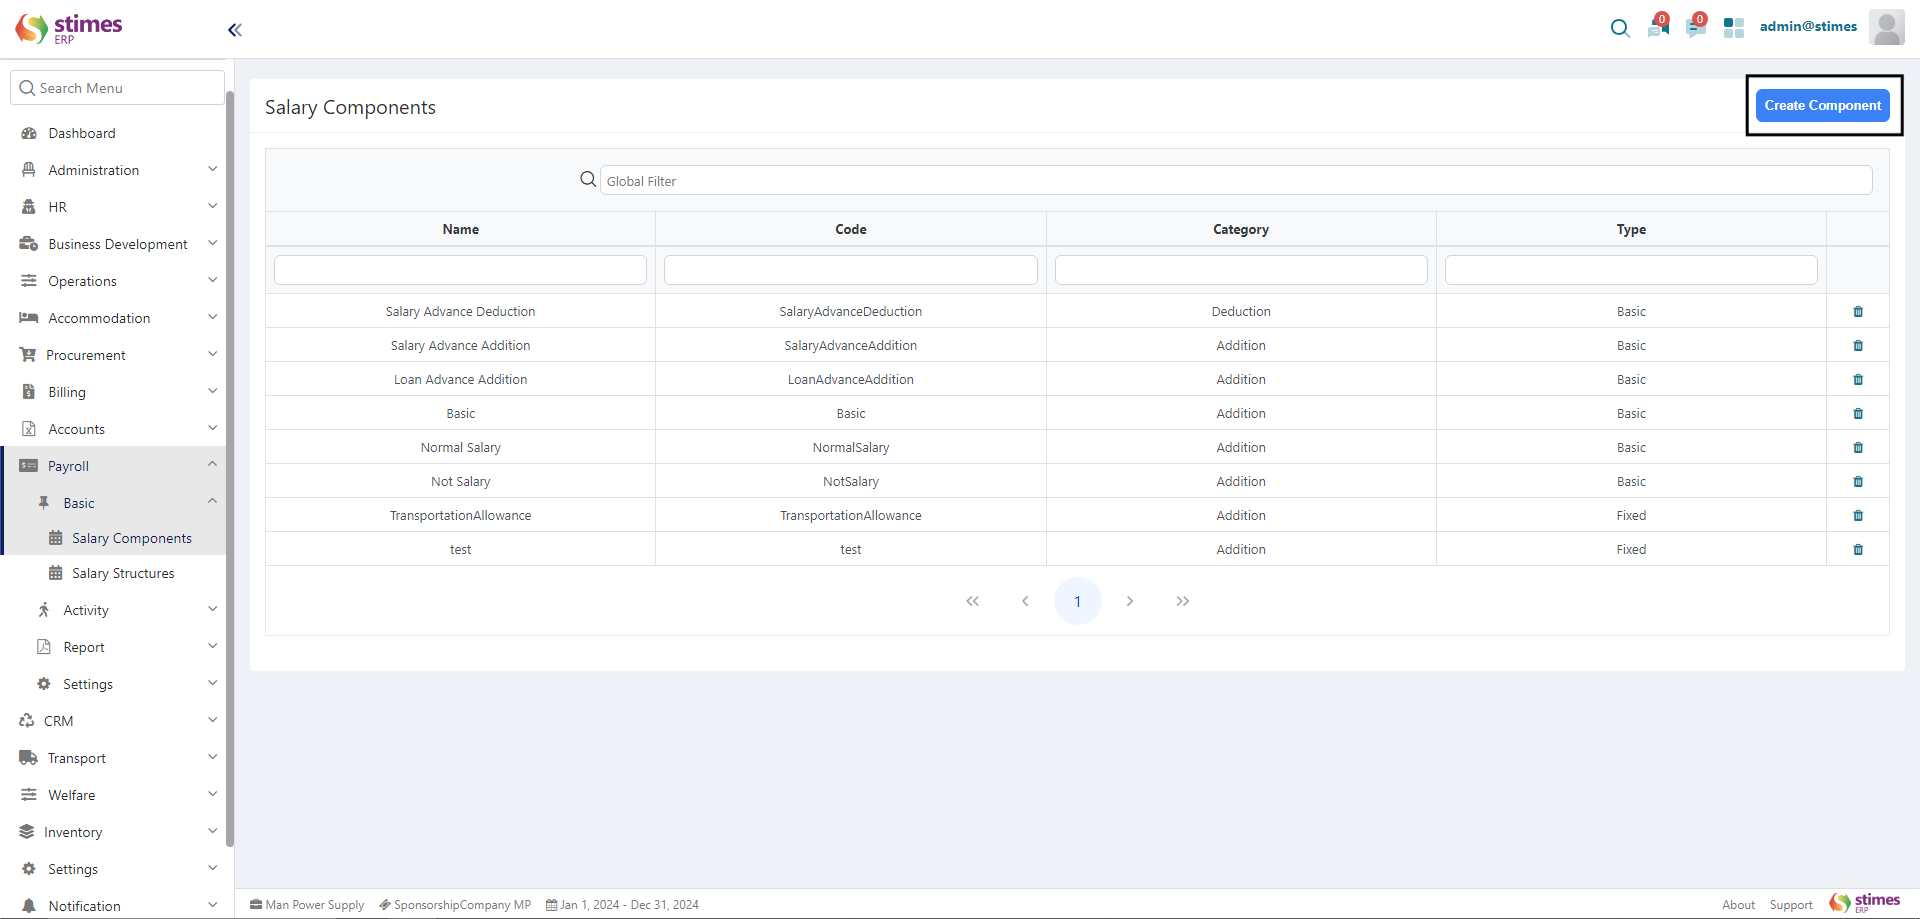 stimes
ERP
0
0
admin@stimes
Search Menu
Dashboard
Administration
HR
Business Development
Operations
Accommodation
Procurement
Billing
Accounts
Payroll
Basic
Salary Components
Salary Structures
Activity
Report
Settings
CRM
Transport
Welfare
Inventory
Settings
Notification
Salary Components
Create Component
Global Filter
Name Code Category Type
Salary Advance Deduction SalaryAdvanceDeduction Deduction Basic
Salary Advance Addition SalaryAdvanceAddition Addition Basic
Loan Advance Addition LoanAdvanceAddition Addition Basic
Basic Basic Addition Basic
Normal Salary NormalSalary Addition Basic
Not Salary NotSalary Addition Basic
TransportationAllowance TransportationAllowance Addition Fixed
test test Addition Fixed
1
Man Power Supply SponsorshipCompany MP Jan 1, 2024 - Dec 31, 2024
About Support stimes
ERP